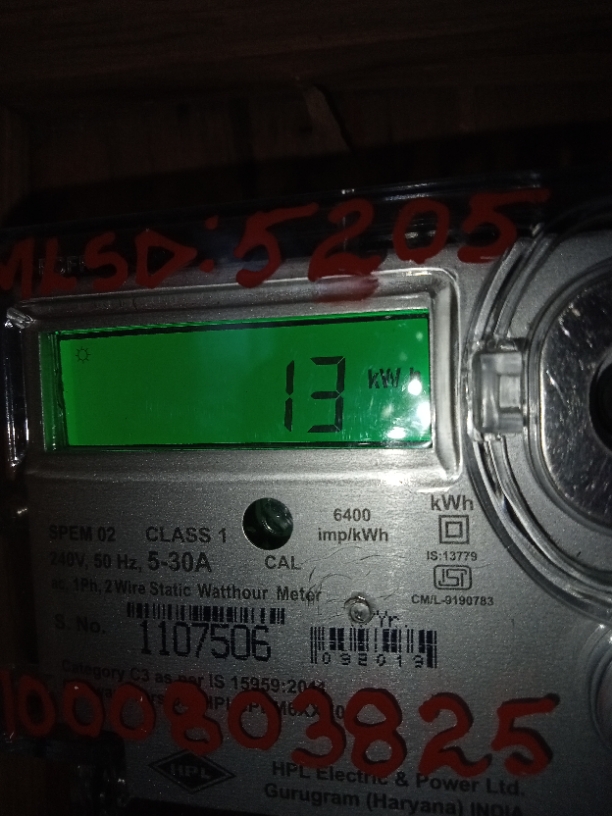 MLSD: 5205
13 kWh
SPEM 02 CLASS 1
240V, 50 Hz, 5-30A
CAL
6400
imp/kWh
kWh
IS:13779
CM/L-9190783
ac, 1Ph, 2 Wire Static Watthour Meter
S. No. 1107506
Yr.
092019
Category C3 as per IS 15959:2011
1000803825
HPL
HPL Electric & Power Ltd.
Gurugram (Haryana) INDIA